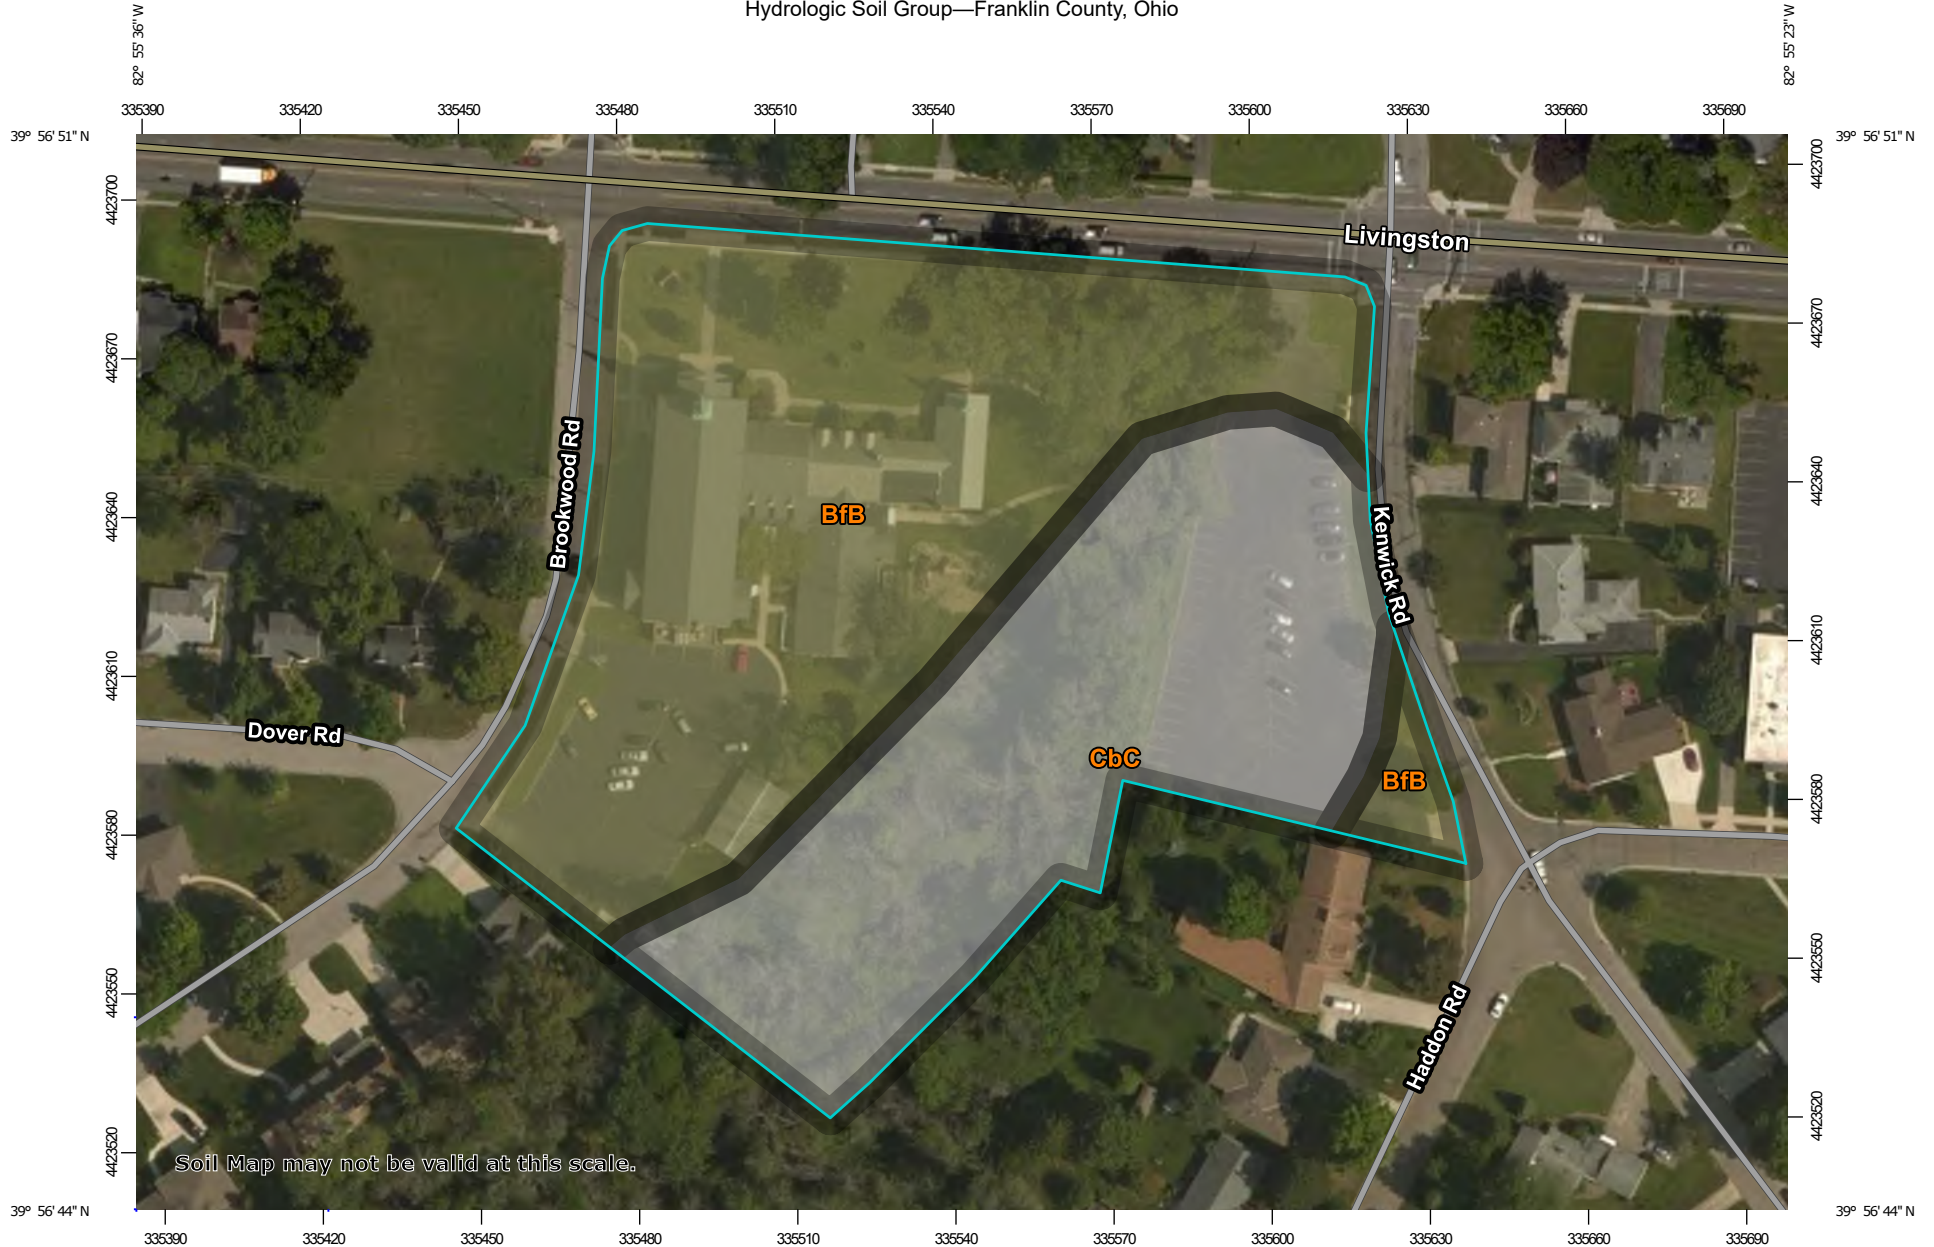 Hydrologic Soil Group—Franklin County, Ohio
82° 55' 36'' W
82° 55' 23'' W
335390 335420 335450 335480 335510 335540 335570 335600 335630 335660 335690
39° 56' 51'' N
39° 56' 51'' N
4423700
4423670
4423640
4423610
4423580
4423550
4423520
4423700
4423670
4423640
4423610
4423580
4423550
4423520
Livingston
Brookwood Rd
BfB
Kenwick Rd
Dover Rd
CbC
BfB
Haddon Rd
Soil Map may not be valid at this scale.
39° 56' 44'' N
39° 56' 44'' N
335390 335420 335450 335480 335510 335540 335570 335600 335630 335660 335690